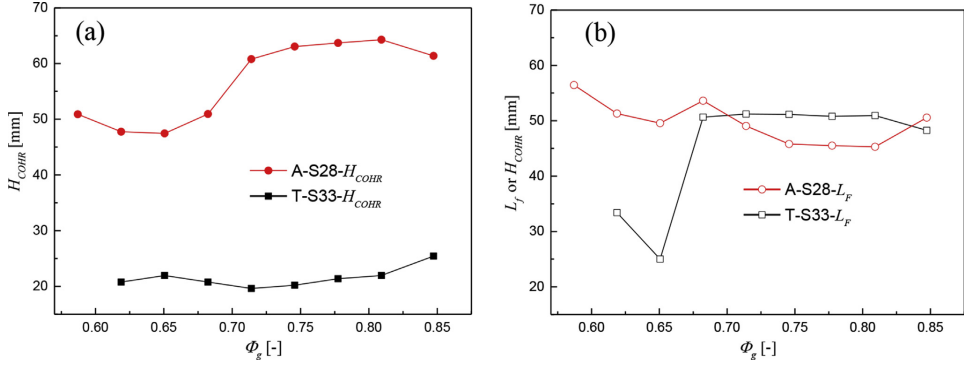 (a)
70
60
50
40
30
20
H_COHR [mm]
A-S28-H_COHR
T-S33-H_COHR
0.60 0.65 0.70 0.75 0.80 0.85
Φ_g [-]
(b)
70
60
50
40
30
20
L_f or H_COHR [mm]
A-S28-L_F
T-S33-L_F
0.60 0.65 0.70 0.75 0.80 0.85
Φ_g [-]